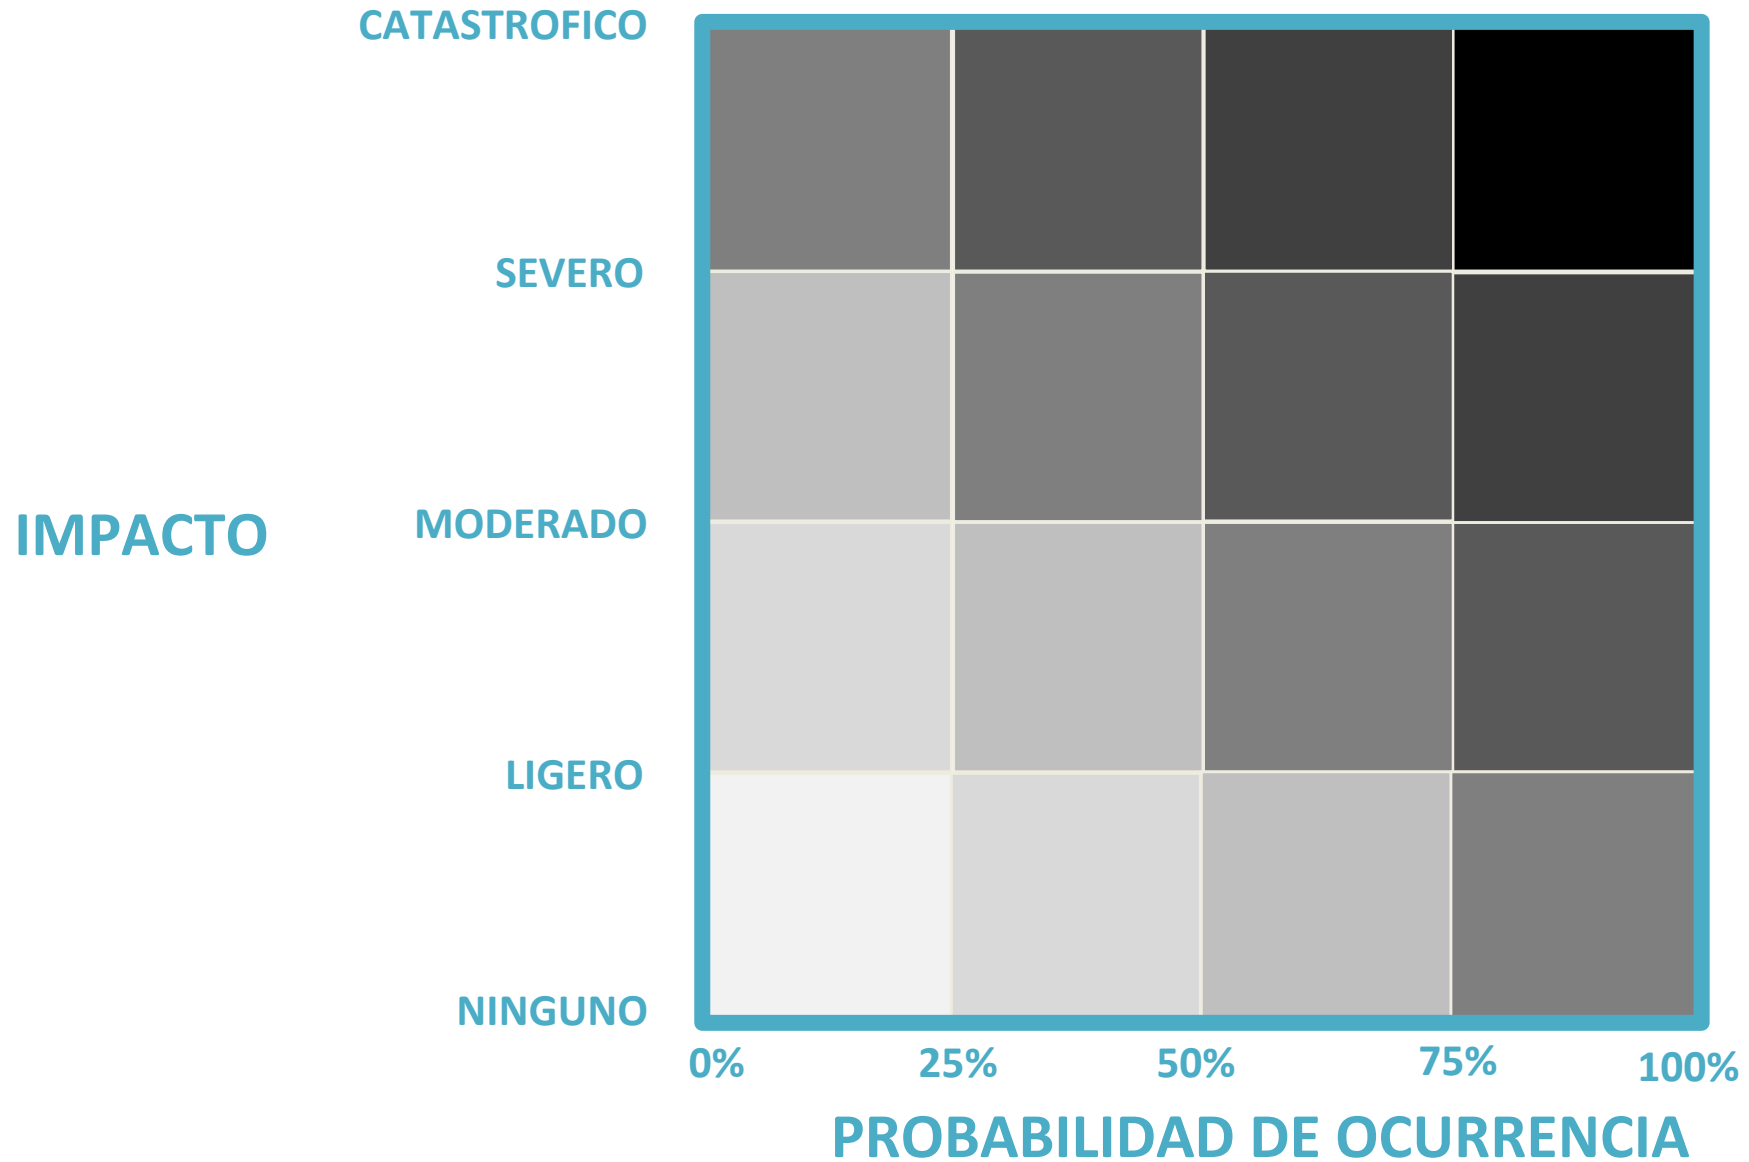 CATASTROFICO
SEVERO
IMPACTO
MODERADO
LIGERO
NINGUNO
0% 25% 50% 75% 100%
PROBABILIDAD DE OCURRENCIA